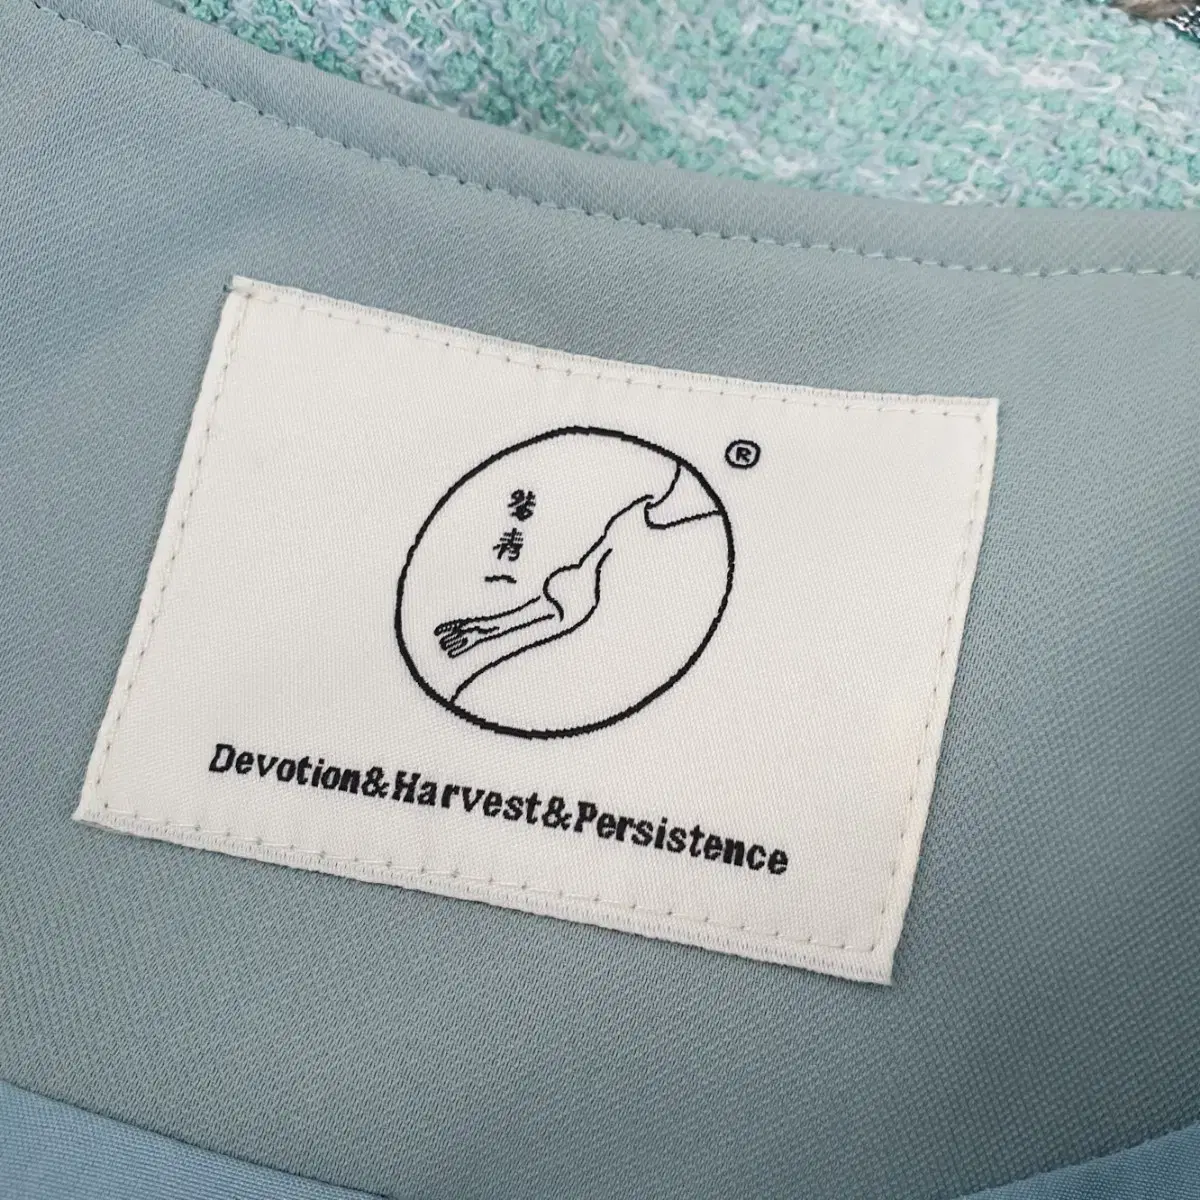 ®
青
一
Devotion&Harvest&Persistence